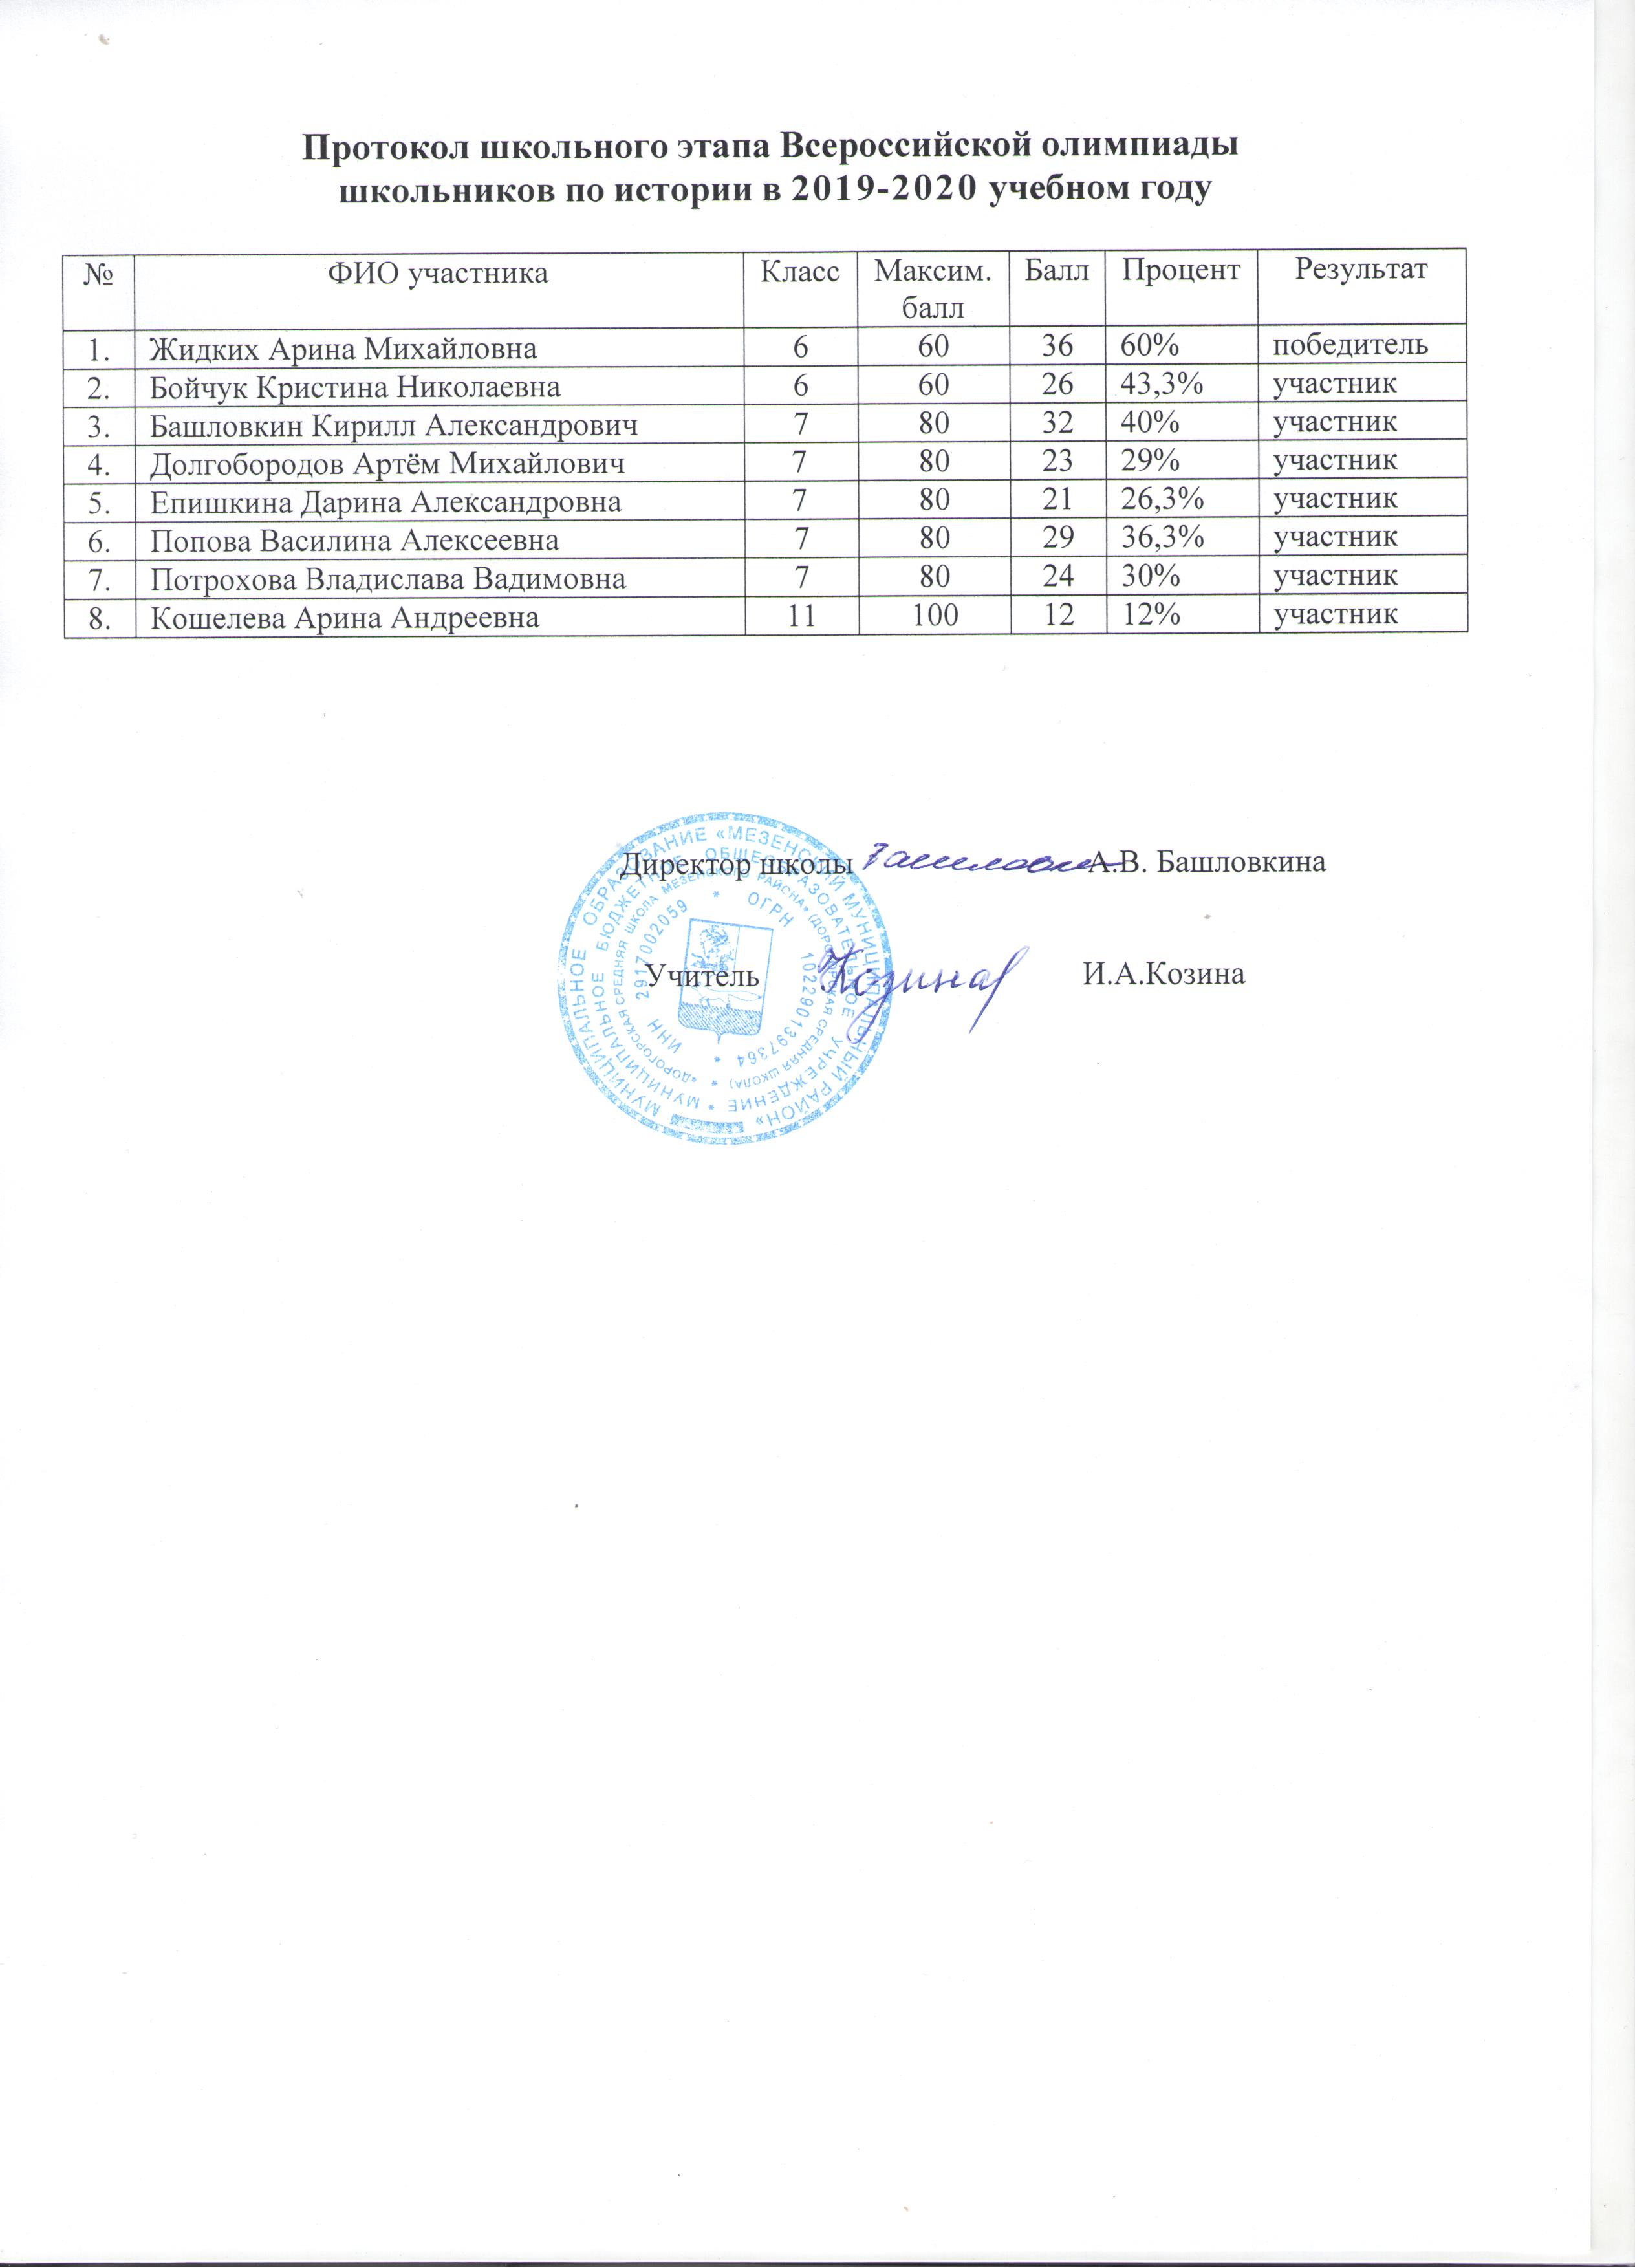 Протокол школьного этапа Всероссийской олимпиады
школьников по истории в 2019-2020 учебном году
№ ФИО участника Класс Максим. балл Балл Процент Результат
1. Жидких Арина Михайловна 6 60 36 60% победитель
2. Бойчук Кристина Николаевна 6 60 26 43,3% участник
3. Башловкин Кирилл Александрович 7 80 32 40% участник
4. Долгобородов Артём Михайлович 7 80 23 29% участник
5. Епишкина Дарина Александровна 7 80 21 26,3% участник
6. Попова Василина Алексеевна 7 80 29 36,3% участник
7. Потрохова Владислава Вадимовна 7 80 24 30% участник
8. Кошелева Арина Андреевна 11 100 12 12% участник
Директор школы А.В. Башловкина
Учитель Козина И.А.Козина
МУНИЦИПАЛЬНОЕ ОБРАЗОВАНИЕ «МЕЗЕНСКИЙ МУНИЦИПАЛЬНЫЙ РАЙОН»
МУНИЦИПАЛЬНОЕ БЮДЖЕТНОЕ ОБЩЕОБРАЗОВАТЕЛЬНОЕ УЧРЕЖДЕНИЕ
«ДОРОГОРСКАЯ СРЕДНЯЯ ШКОЛА МЕЗЕНСКОГО РАЙОНА» (ДОРОГОРСКАЯ СРЕДНЯЯ ШКОЛА)
ИНН 2917002059 * ОГРН 1022901397364 *